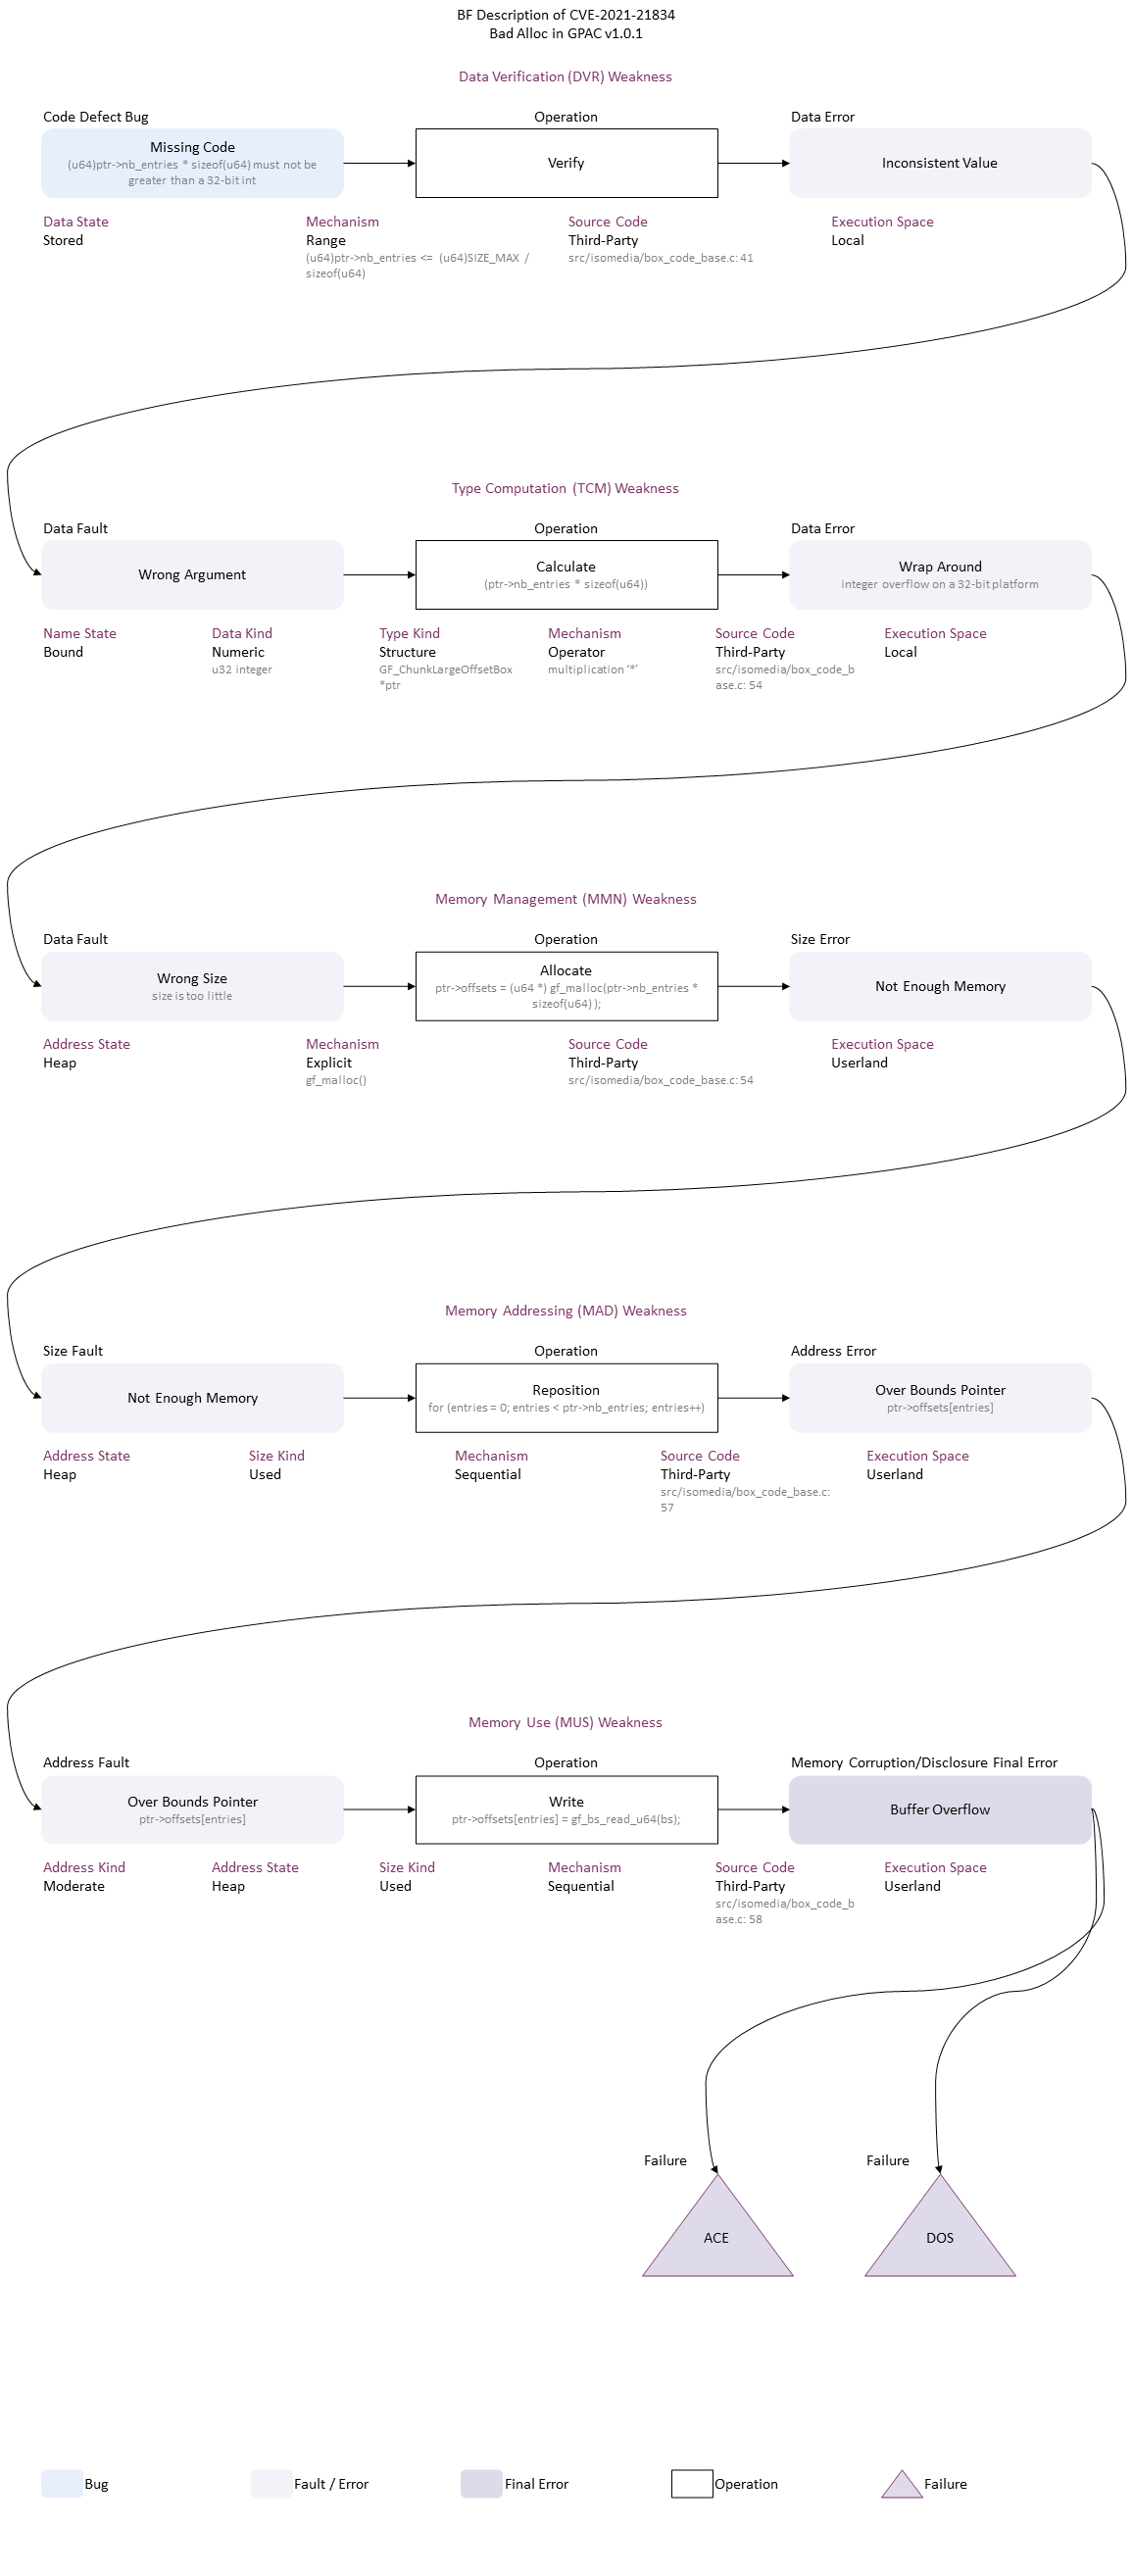 BF Description of CVE-2021-21834
Bad Alloc in GPAC v1.0.1
Data Verification (DVR) Weakness
Code Defect Bug
Operation
Data Error
Missing Code
(u64)ptr->nb_entries * sizeof(u64) must not be
greater than a 32-bit int
Verify
Inconsistent Value
Data State
Stored
Mechanism
Range
(u64)ptr->nb_entries <= (u64)SIZE_MAX /
sizeof(u64)
Source Code
Third-Party
src/isomedia/box_code_base.c: 41
Execution Space
Local
Type Computation (TCM) Weakness
Data Fault
Operation
Data Error
Wrong Argument
Calculate
(ptr->nb_entries * sizeof(u64))
Wrap Around
integer overflow on a 32-bit platform
Name State
Bound
Data Kind
Numeric
u32 integer
Type Kind
Structure
GF_ChunkLargeOffsetBox
*ptr
Mechanism
Operator
multiplication ‘*’
Source Code
Third-Party
src/isomedia/box_code_b
ase.c: 54
Execution Space
Local
Memory Management (MMN) Weakness
Data Fault
Operation
Size Error
Wrong Size
size is too little
Allocate
ptr->offsets = (u64 *) gf_malloc(ptr->nb_entries *
sizeof(u64) );
Not Enough Memory
Address State
Heap
Mechanism
Explicit
gf_malloc()
Source Code
Third-Party
src/isomedia/box_code_base.c: 54
Execution Space
Userland
Memory Addressing (MAD) Weakness
Size Fault
Operation
Address Error
Not Enough Memory
Reposition
for (entries = 0; entries < ptr->nb_entries; entries++)
Over Bounds Pointer
ptr->offsets[entries]
Address State
Heap
Size Kind
Used
Mechanism
Sequential
Source Code
Third-Party
src/isomedia/box_code_base.c:
57
Execution Space
Userland
Memory Use (MUS) Weakness
Address Fault
Operation
Memory Corruption/Disclosure Final Error
Over Bounds Pointer
ptr->offsets[entries]
Write
ptr->offsets[entries] = gf_bs_read_u64(bs);
Buffer Overflow
Address Kind
Moderate
Address State
Heap
Size Kind
Used
Mechanism
Sequential
Source Code
Third-Party
src/isomedia/box_code_b
ase.c: 58
Execution Space
Userland
Failure
Failure
ACE
DOS
Bug
Fault / Error
Final Error
Operation
Failure